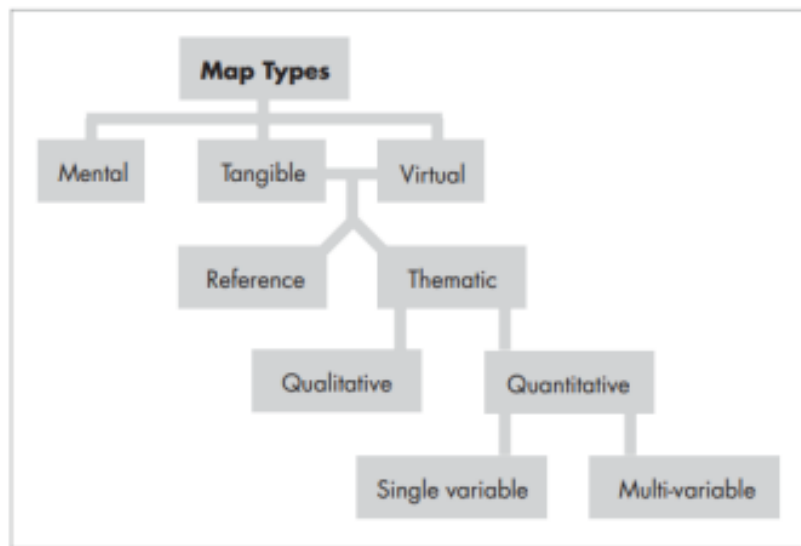 Map Types
Mental
Tangible
Virtual
Reference
Thematic
Qualitative
Quantitative
Single variable
Multi-variable